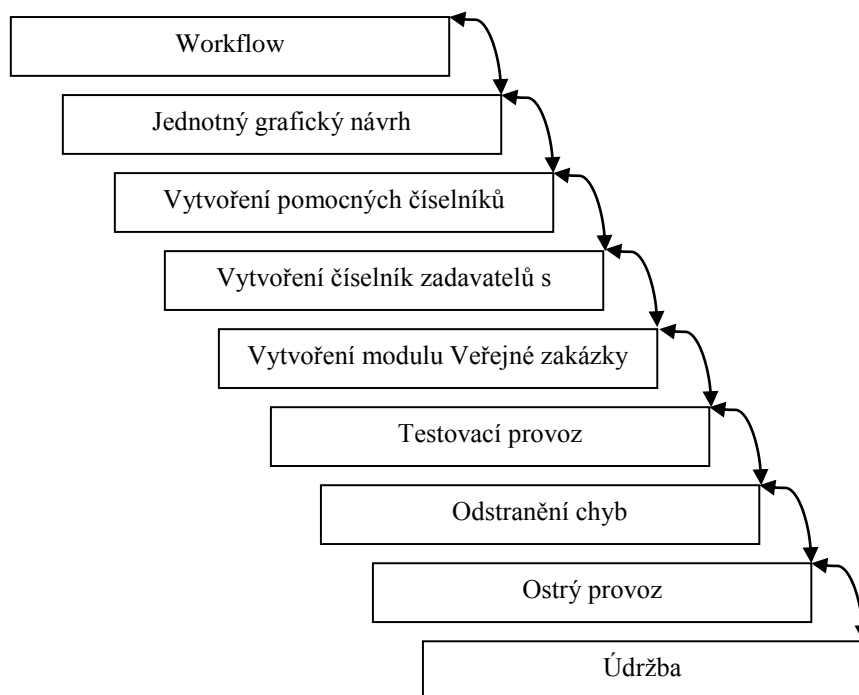 Workflow
Jednotný grafický návrh
Vytvoření pomocných číselníků
Vytvoření číselník zadavatelů s
Vytvoření modulu Veřejné zakázky
Testovací provoz
Odstranění chyb
Ostrý provoz
Údržba